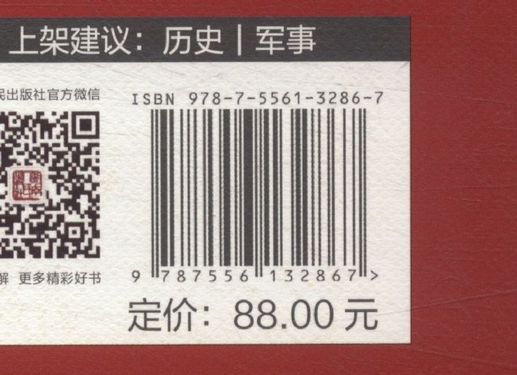 上架建议：历史｜军事
民出版社官方微信
ISBN 978-7-5561-3286-7
更多精彩好书
9 787556 132867 >
定价：88.00 元